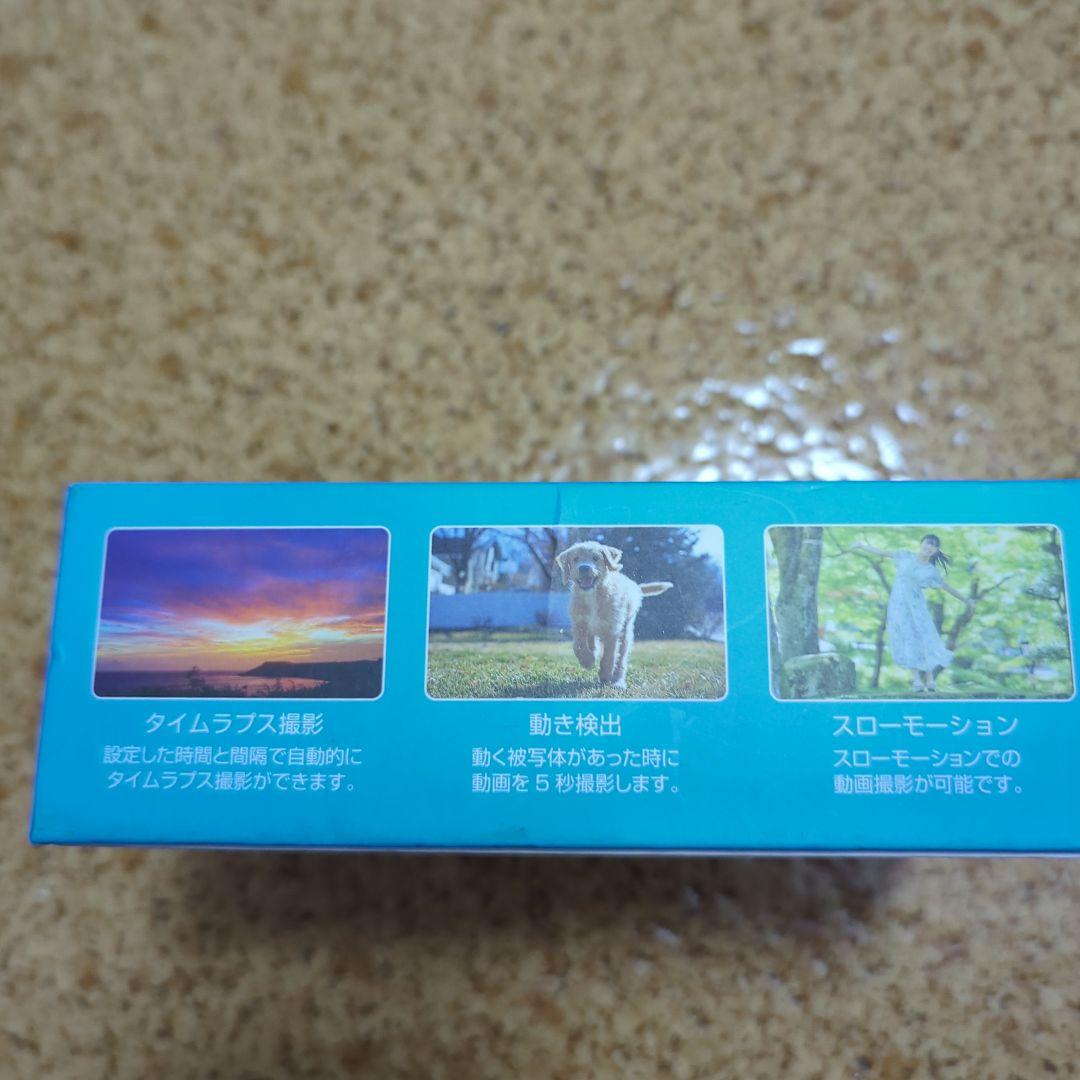 タイムラプス撮影
設定した時間と間隔で自動的に
タイムラプス撮影ができます。
動き検出
動く被写体があった時に
動画を5秒撮影します。
スローモーション
スローモーションでの
動画撮影が可能です。